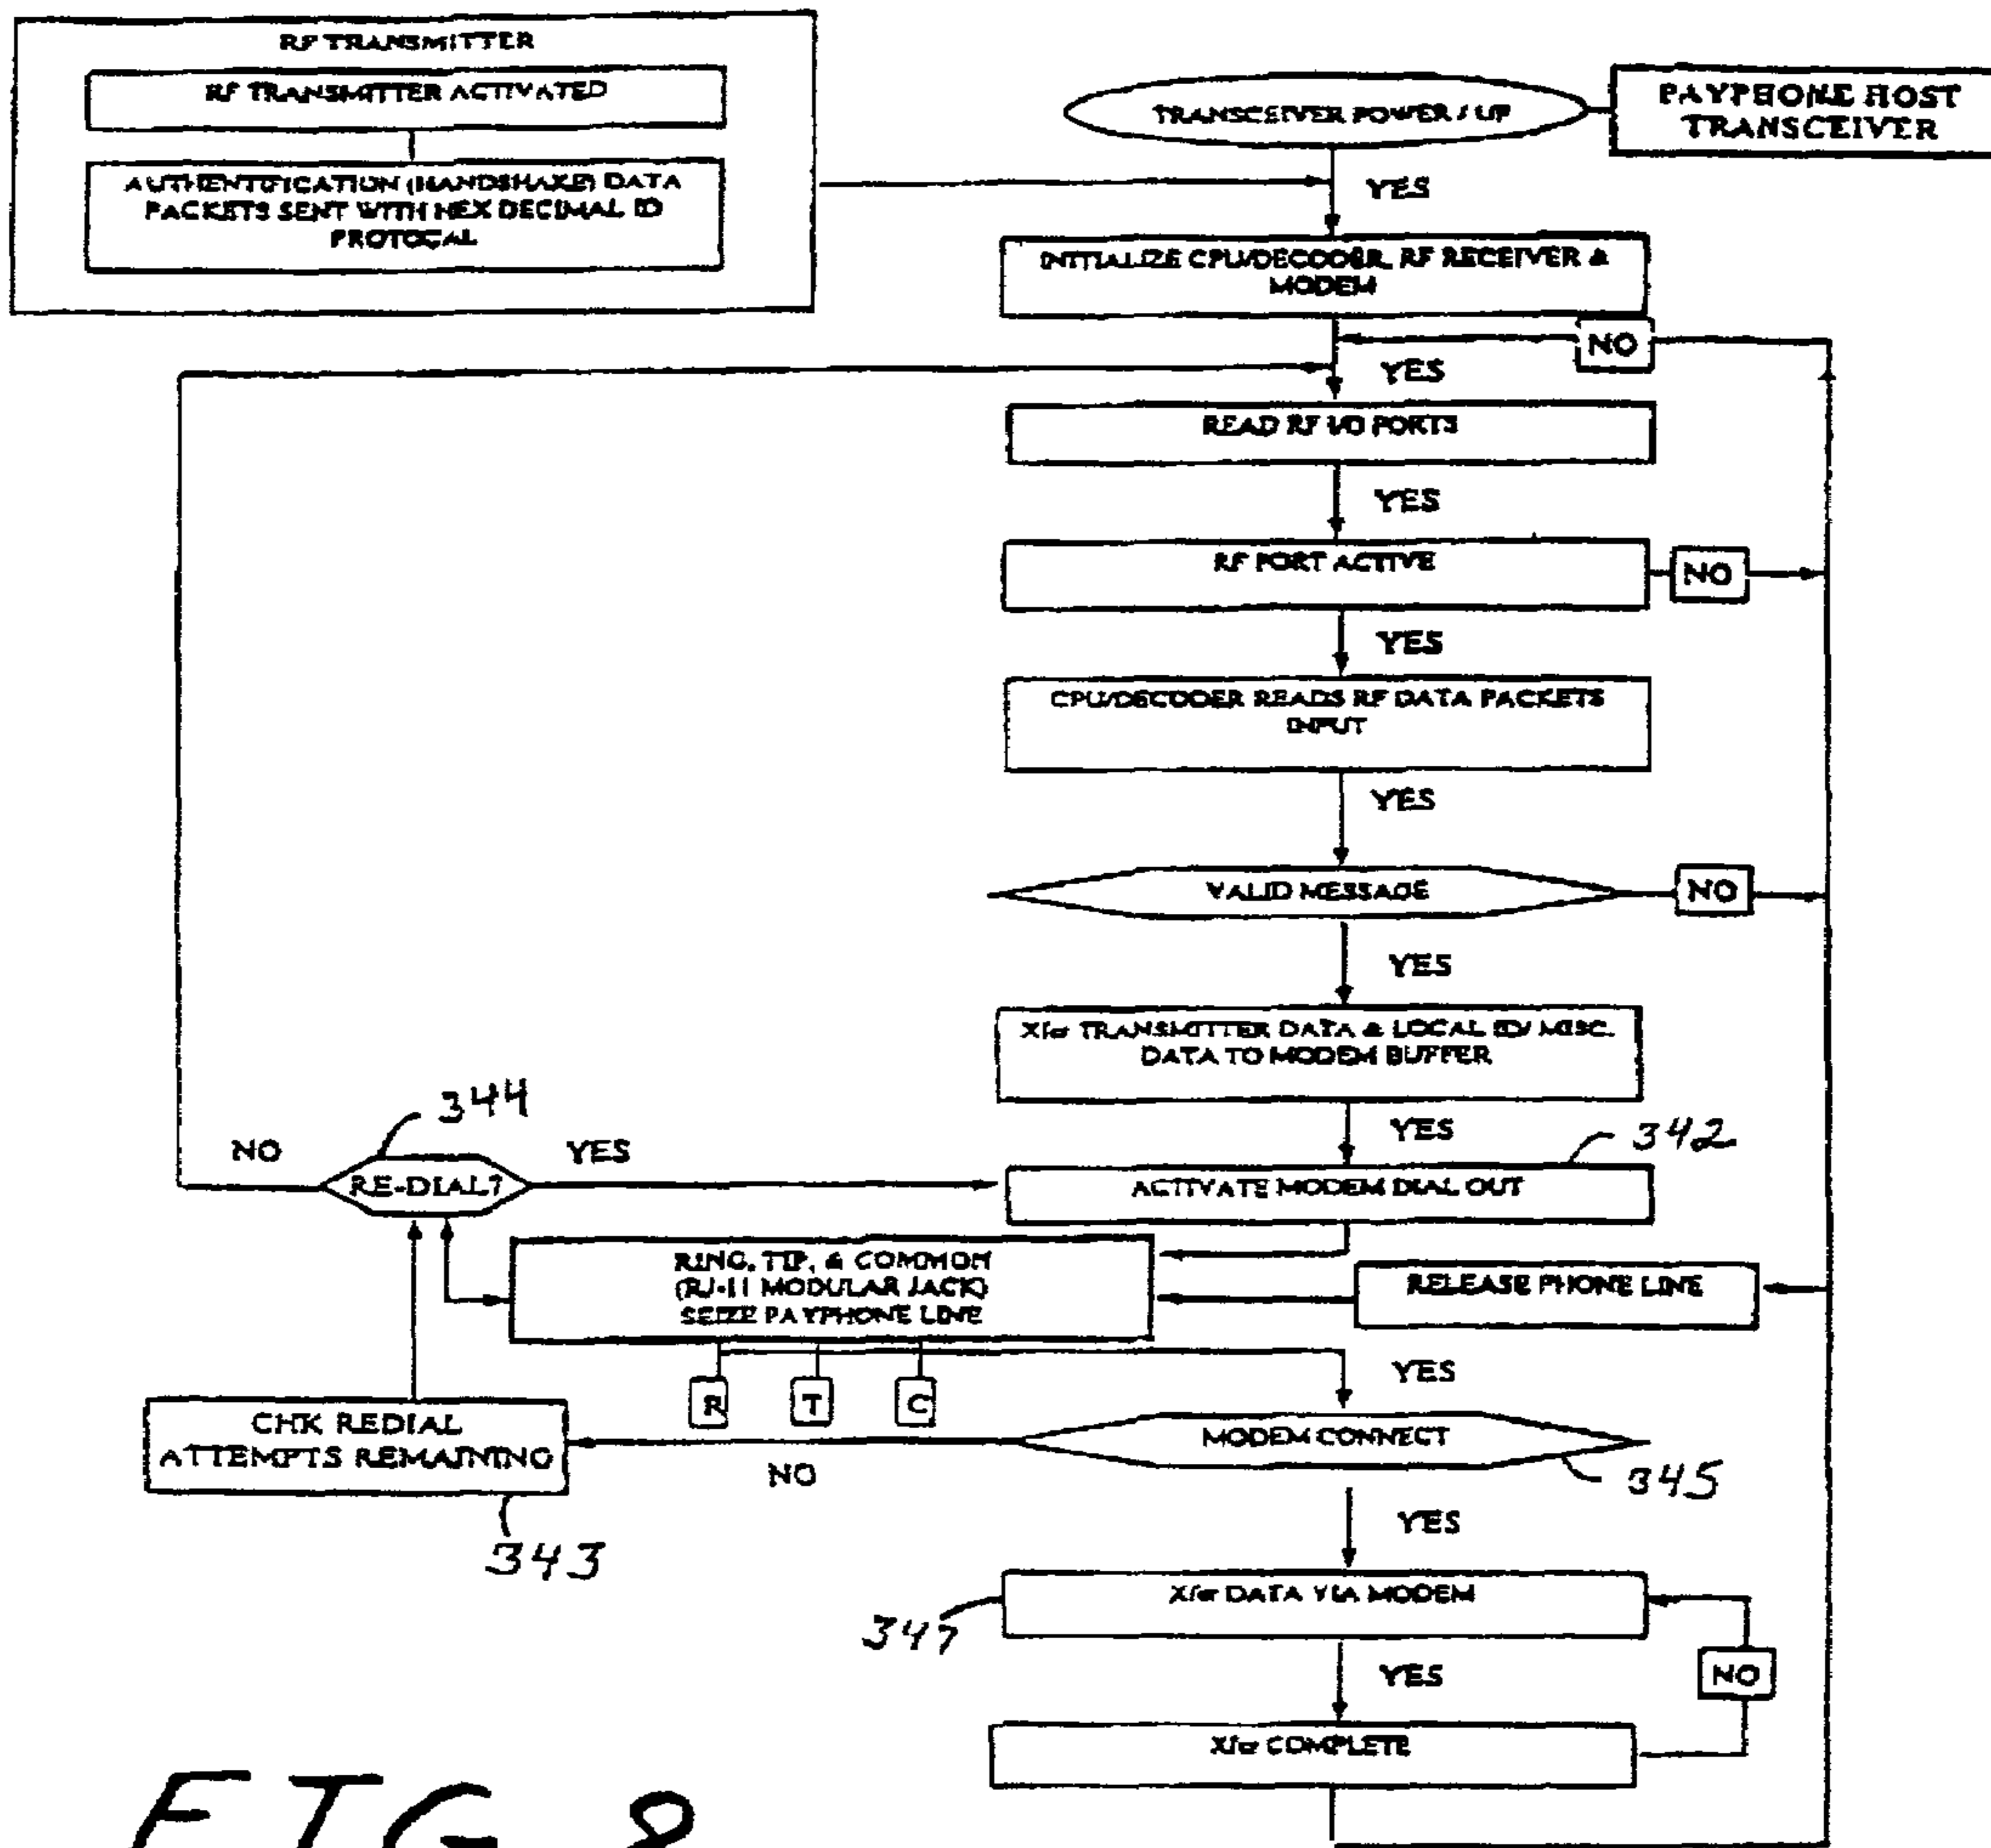 RF TRANSMITTER
RF TRANSMITTER ACTIVATED
AUTHENTIFICATION (HANDSHAKE) DATA
PACKETS SENT WITH HEX DECIMAL ID
PROTOCAL
TRANSCEIVER POWER / UP
PAYPHONE HOST
TRANSCEIVER
YES
INITIALIZE CPU/DECODER, RF RECEIVER &
MODEM
NO
YES
READ RF I/O PORTS
YES
RF PORT ACTIVE
NO
YES
CPU/DECODER READS RF DATA PACKETS
INPUT
YES
VALID MESSAGE
NO
YES
Xfer TRANSMITTER DATA & LOCAL ID/ MISC.
DATA TO MODEM BUFFER
YES
344
342
NO
RE-DIAL?
YES
ACTIVATE MODEM DIAL OUT
RING, TIP, & COMMON
(RJ-11 MODULAR JACK)
SEIZE PAYPHONE LINE
RELEASE PHONE LINE
R
T
C
YES
CHK REDIAL
ATTEMPTS REMAINING
343
NO
MODEM CONNECT
345
YES
Xfer DATA VIA MODEM
347
YES
NO
Xfer COMPLETE
FIG. 8